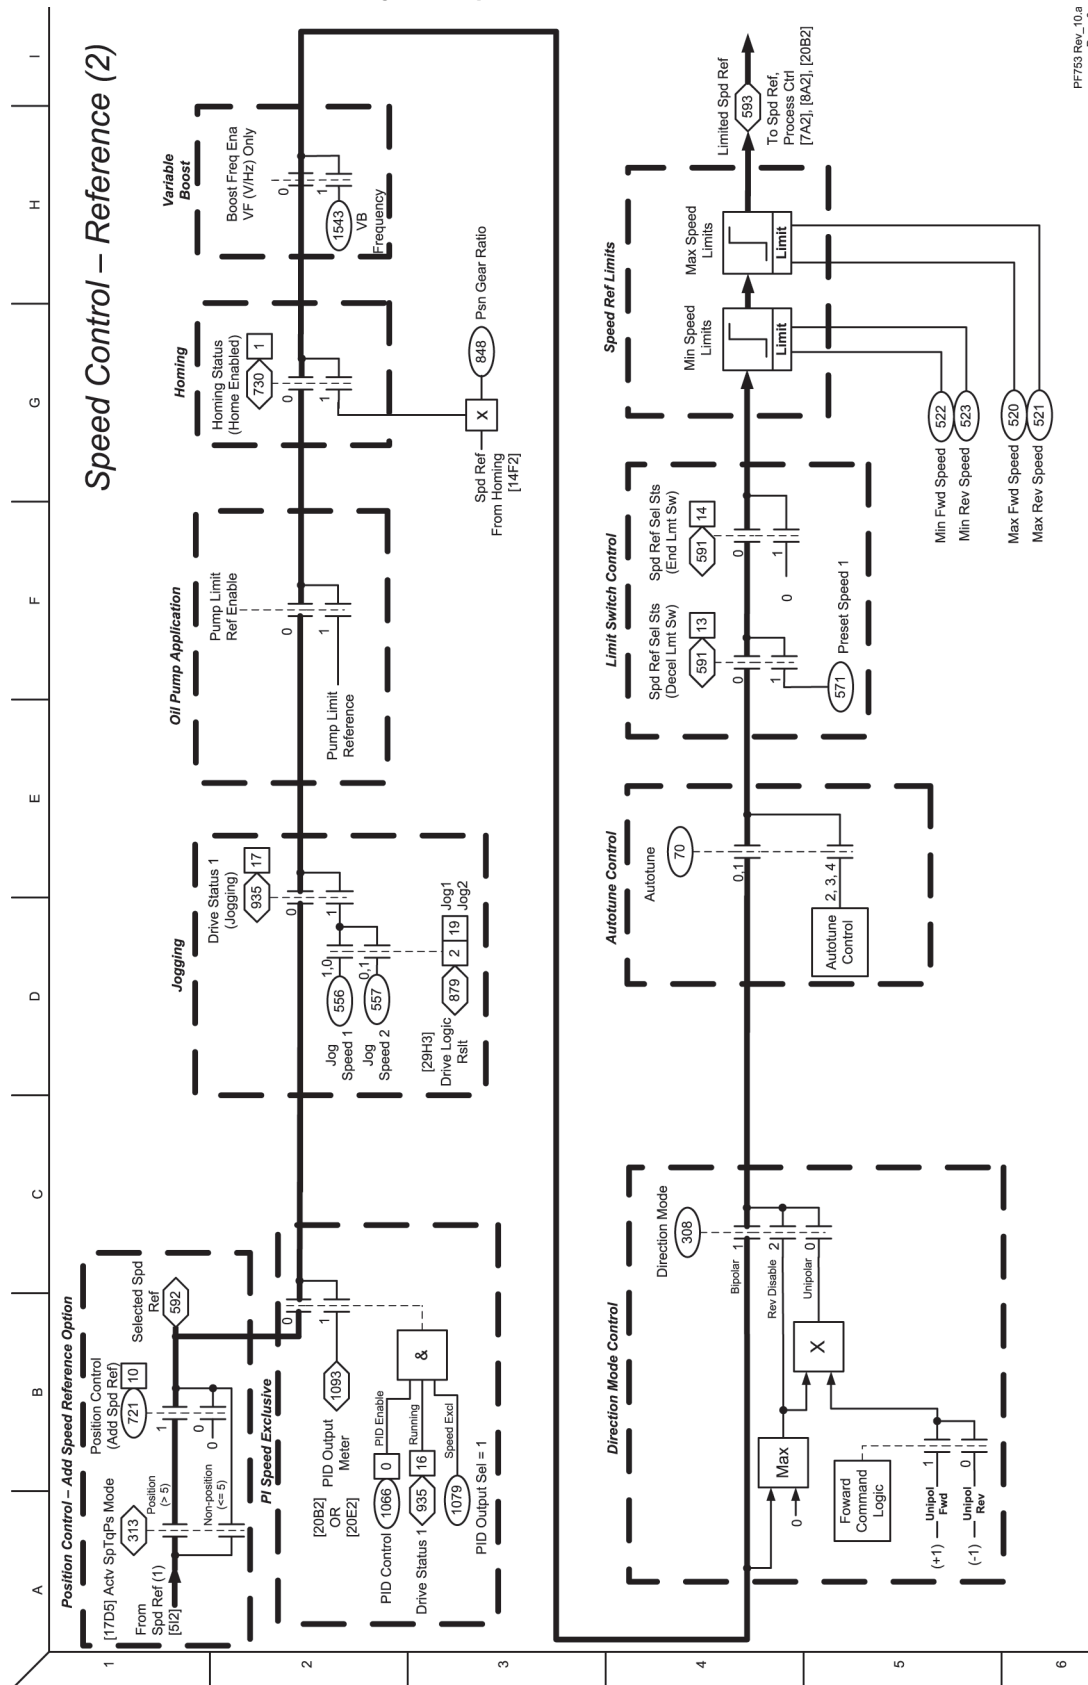 Speed Control – Reference (2)
A
B
C
D
E
F
G
H
I
1
2
3
4
5
6
Position Control – Add Speed Reference Option
[17D5] Actv SpTqPs Mode
313
Position
(> 5)
Non-position
(<= 5)
From
Spd Ref (1)
[5I2]
Position Control
(Add Spd Ref)
721
10
1
0
0
Selected Spd
Ref
592
PI Speed Exclusive
0
1
1093
PID Output
Meter
[20B2]
OR
[20E2]
&
PID Control
1066
0
PID Enable
Drive Status 1
935
16
Running
1079
Speed Excl
PID Output Sel = 1
Jogging
Drive Status 1
(Jogging)
935
17
0
1
1,0
0,1
556
Jog
Speed 1
557
Jog
Speed 2
[29H3]
Drive Logic
Rslt
879
2
19
Jog1
Jog2
Oil Pump Application
Pump Limit
Ref Enable
0
1
Pump Limit
Reference
Homing
Homing Status
(Home Enabled)
730
1
0
1
X
848
Psn Gear Ratio
Spd Ref
From Homing
[14F2]
Variable
Boost
Boost Freq Ena
VF (V/Hz) Only
0
1
1543
VB
Frequency
Direction Mode Control
Direction Mode
308
Bipolar 1
Rev Disable 2
Unipolar 0
X
Max
0
Foward
Command
Logic
1
0
(+1)
Unipol
Fwd
(-1)
Unipol
Rev
Autotune Control
Autotune
70
0,1
2, 3, 4
Autotune
Control
Limit Switch Control
Spd Ref Sel Sts
(Decel Lmt Sw)
591
13
0
1
571
Preset Speed 1
Spd Ref Sel Sts
(End Lmt Sw)
591
14
0
1
0
Speed Ref Limits
Min Speed
Limits
Limit
Max Speed
Limits
Limit
Min Fwd Speed
522
Min Rev Speed
523
Max Fwd Speed
520
Max Rev Speed
521
Limited Spd Ref
593
To Spd Ref,
Process Ctrl
[7A2], [8A2], [20B2]
PF753 Rev_10.a